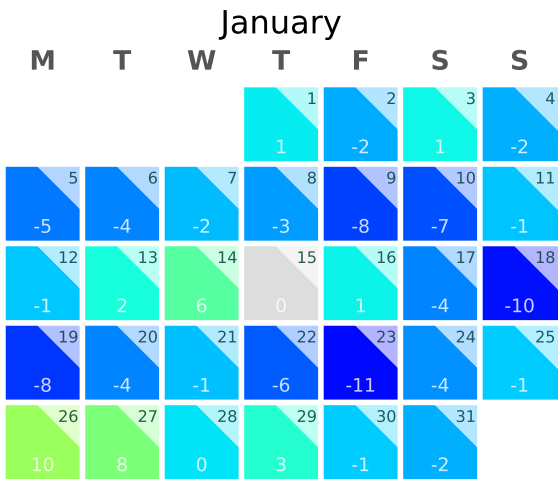 January
M T W T F S S
1 2 3 4
1 -2 1 -2
5 6 7 8 9 10 11
-5 -4 -2 -3 -8 -7 -1
12 13 14 15 16 17 18
-1 2 6 0 1 -4 -10
19 20 21 22 23 24 25
-8 -4 -1 -6 -11 -4 -1
26 27 28 29 30 31
10 8 0 3 -1 -2